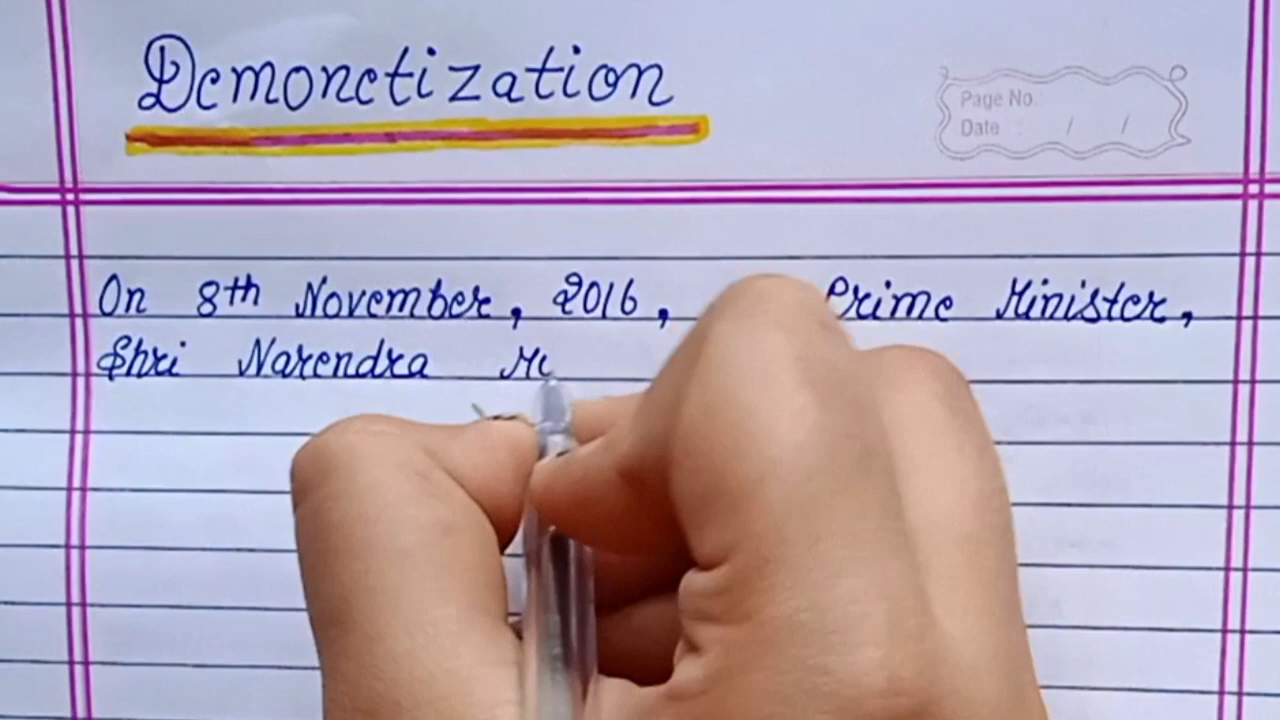 Demonetization
Page No.:
Date : / /
On 8th November, 2016, Prime Minister,
Shri Narendra